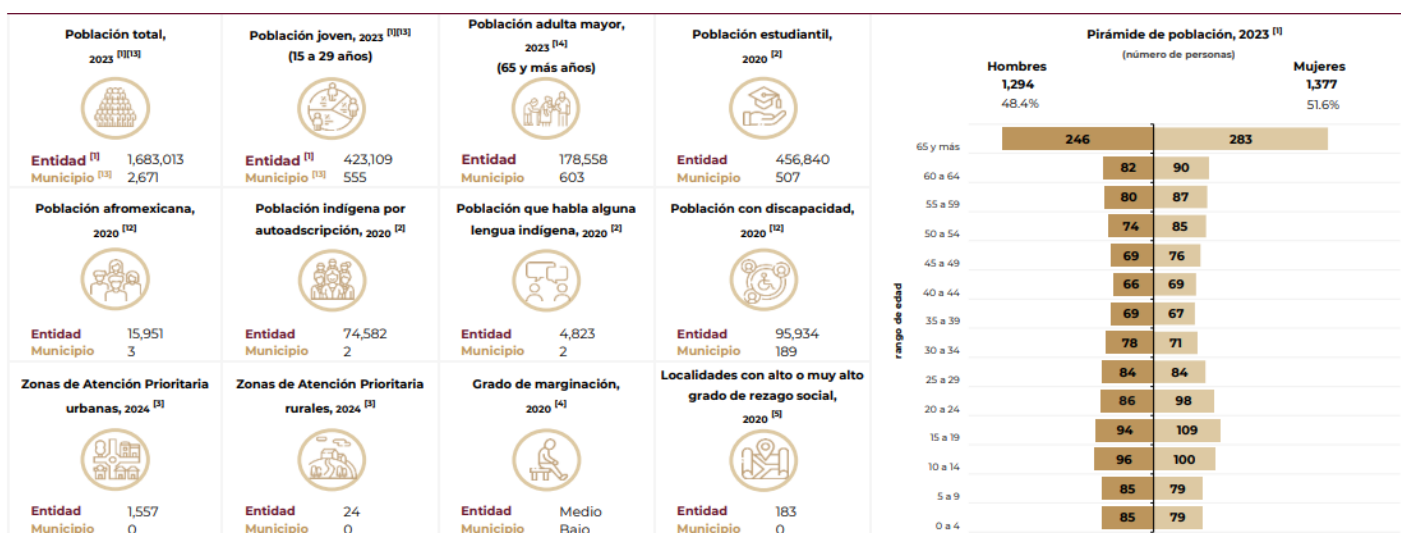 Población total,
2023 [1][13]
Entidad [1] 1,683,013
Municipio [13] 2,671
Población joven, 2023 [1][13]
(15 a 29 años)
Entidad [1] 423,109
Municipio [13] 555
Población adulta mayor,
2023 [14]
(65 y más años)
Entidad 178,558
Municipio 603
Población estudiantil,
2020 [2]
Entidad 456,840
Municipio 507
Población afromexicana,
2020 [12]
Entidad 15,951
Municipio 3
Población indígena por
autoadscripción, 2020 [2]
Entidad 74,582
Municipio 2
Población que habla alguna
lengua indígena, 2020 [2]
Entidad 4,823
Municipio 2
Población con discapacidad,
2020 [12]
Entidad 95,934
Municipio 189
Zonas de Atención Prioritaria
urbanas, 2024 [3]
Entidad 1,557
Municipio 0
Zonas de Atención Prioritaria
rurales, 2024 [3]
Entidad 24
Municipio 0
Grado de marginación,
2020 [4]
Entidad Medio
Municipio Bajo
Localidades con alto o muy alto
grado de rezago social,
2020 [5]
Entidad 183
Municipio 0
Pirámide de población, 2023 [1]
(número de personas)
Hombres
1,294
48.4%
Mujeres
1,377
51.6%
rango de edad
65 y más 246 283
60 a 64 82 90
55 a 59 80 87
50 a 54 74 85
45 a 49 69 76
40 a 44 66 69
35 a 39 69 67
30 a 34 78 71
25 a 29 84 84
20 a 24 86 98
15 a 19 94 109
10 a 14 96 100
5 a 9 85 79
0 a 4 85 79